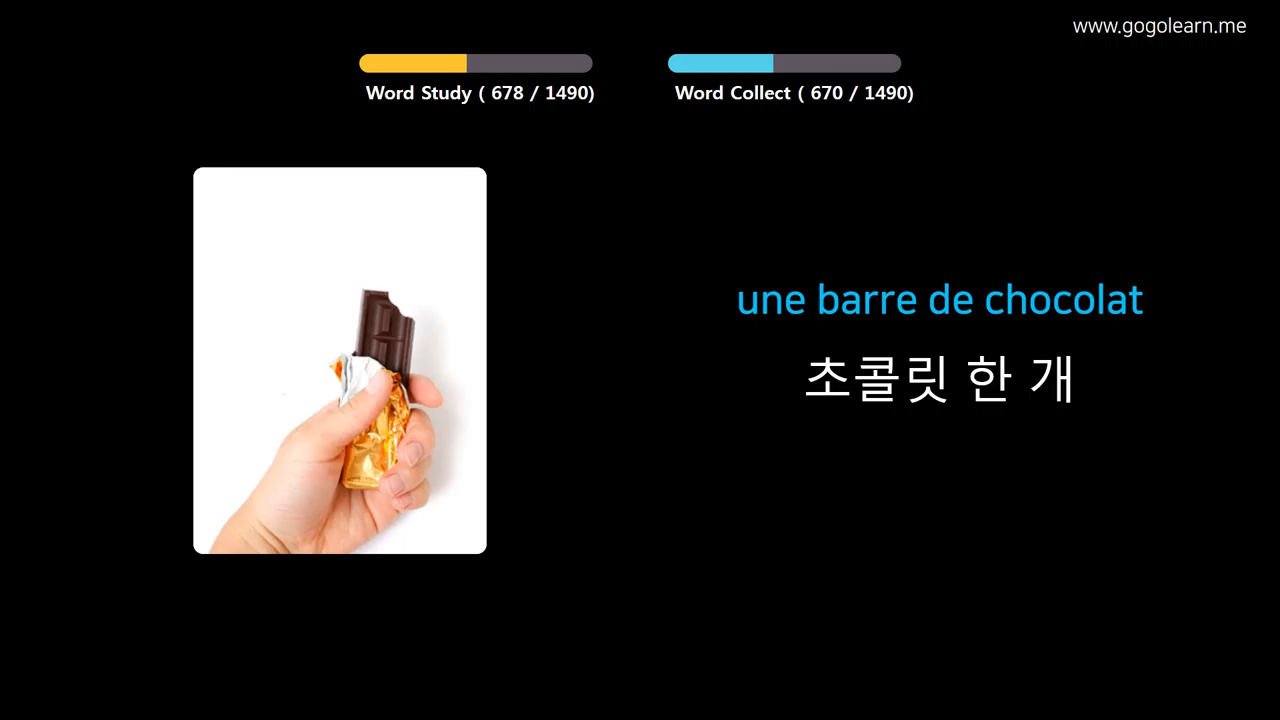 www.gogolearn.me
Word Study ( 678 / 1490)
Word Collect ( 670 / 1490)
une barre de chocolat
초콜릿 한 개